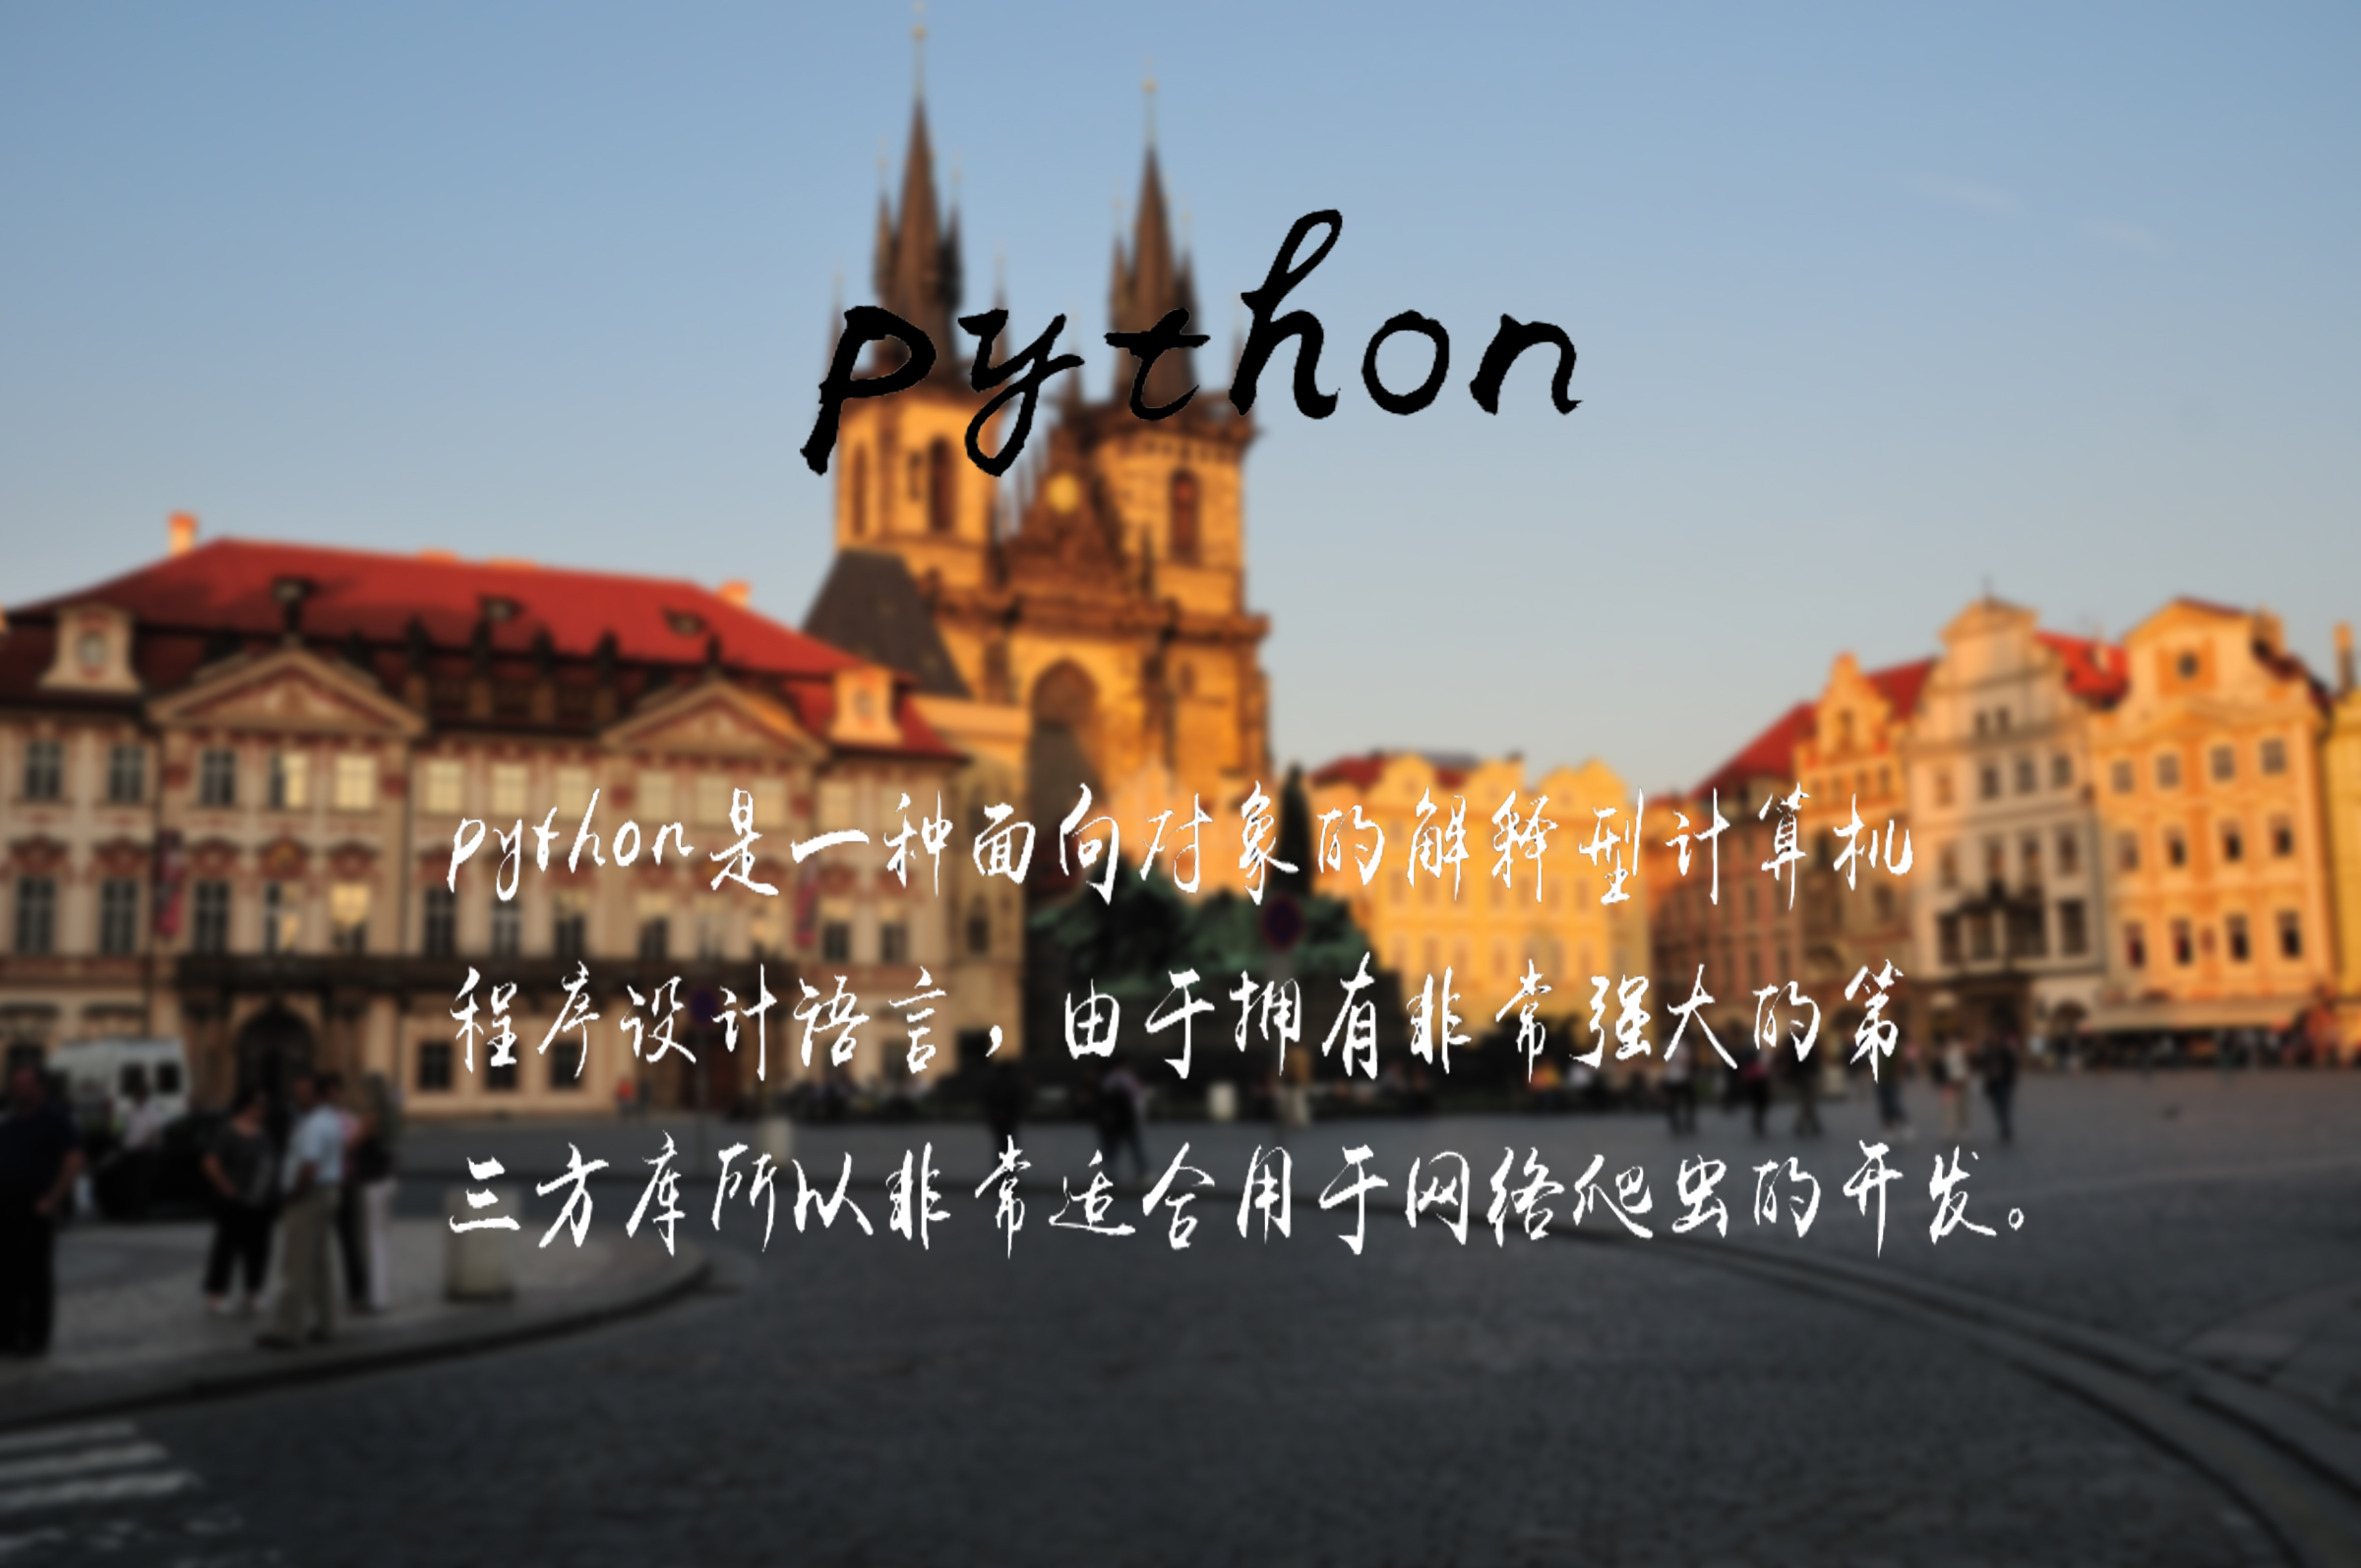 python
python是一种面向对象的解释型计算机
程序设计语言，由于拥有非常强大的第
三方库所以非常适合用于网络爬虫的开发。